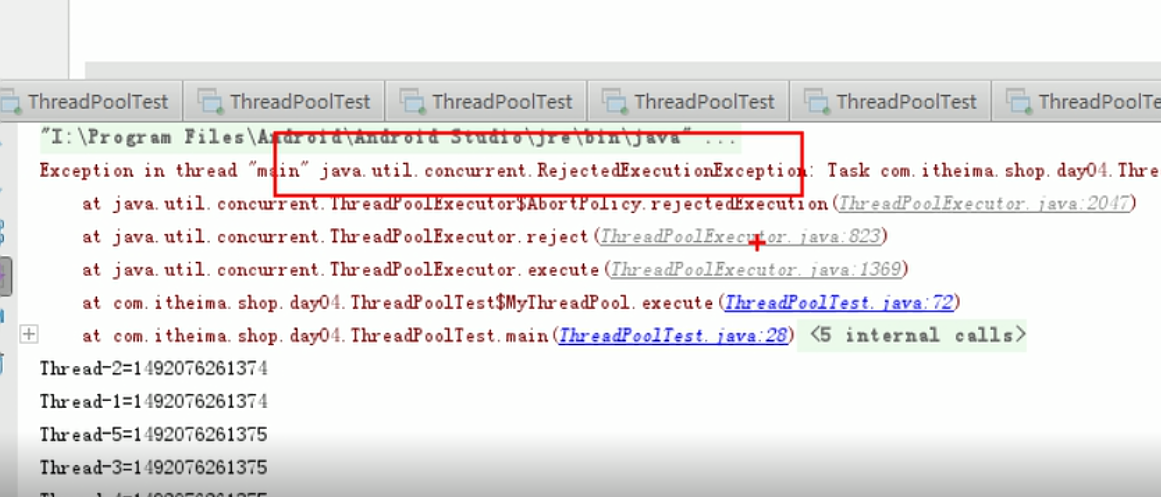 ThreadPoolTest ThreadPoolTest ThreadPoolTest ThreadPoolTest ThreadPoolTest ThreadPoolTe
"I:\Program Files\Android\Android Studio\jre\bin\java" ...
Exception in thread "main" java.util.concurrent.RejectedExecutionException: Task com.itheima.shop.day04.Thre
at java.util.concurrent.ThreadPoolExecutor$AbortPolicy.rejectedExecution(ThreadPoolExecutor.java:2047)
at java.util.concurrent.ThreadPoolExecutor.reject(ThreadPoolExecutor.java:823)
at java.util.concurrent.ThreadPoolExecutor.execute(ThreadPoolExecutor.java:1369)
at com.itheima.shop.day04.ThreadPoolTest$MyThreadPool.execute(ThreadPoolTest.java:72)
at com.itheima.shop.day04.ThreadPoolTest.main(ThreadPoolTest.java:28) <5 internal calls>
Thread-2=1492076261374
Thread-1=1492076261374
Thread-5=1492076261375
Thread-3=1492076261375
Thread-4=1492076261375